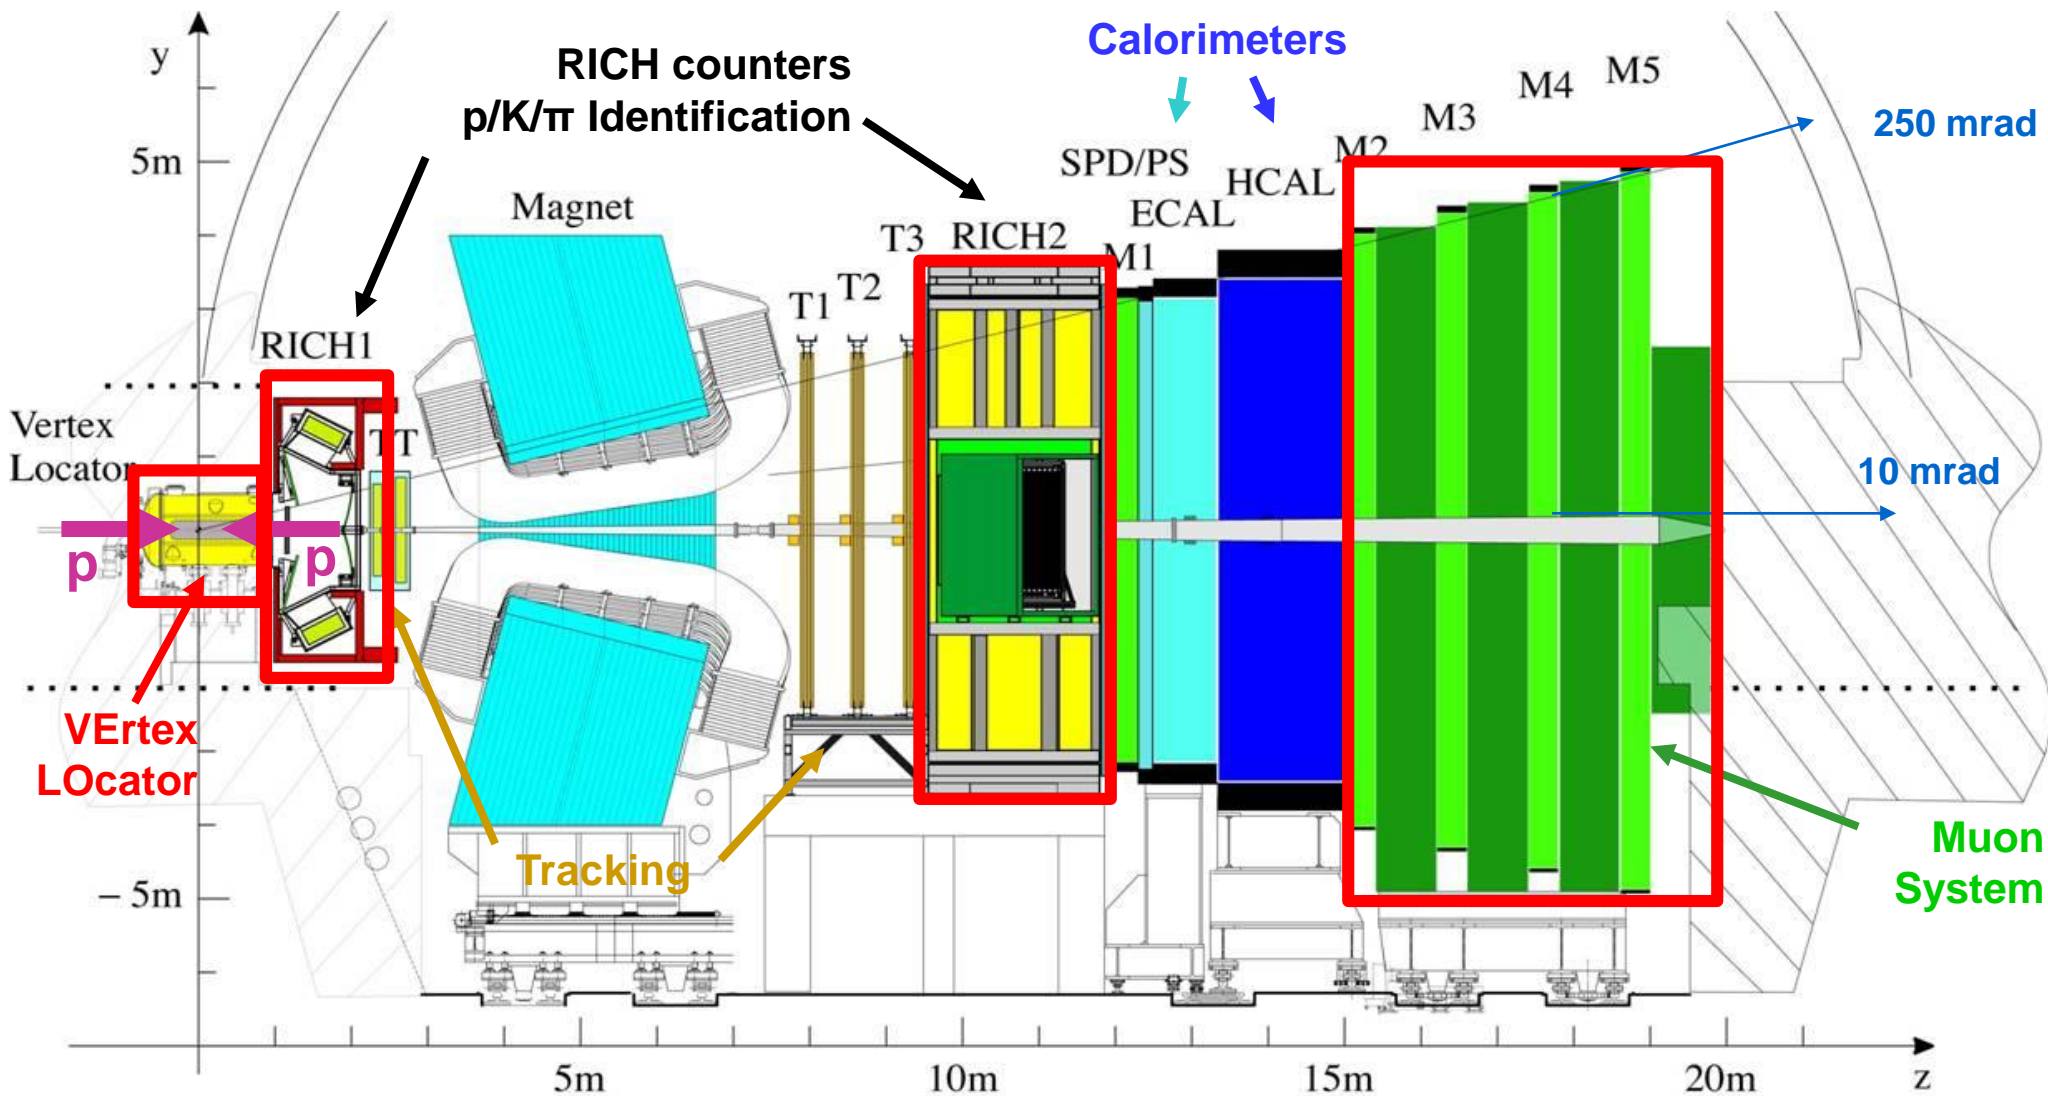 y
5m
− 5m
RICH counters
p/K/π Identification
Calorimeters
M5
M4
M3
M2
250 mrad
SPD/PS
HCAL
ECAL
M1
Magnet
T3
RICH2
T2
T1
RICH1
TT
Vertex
Locator
10 mrad
p
p
VErtex
LOcator
Tracking
Muon
System
5m
10m
15m
20m
z